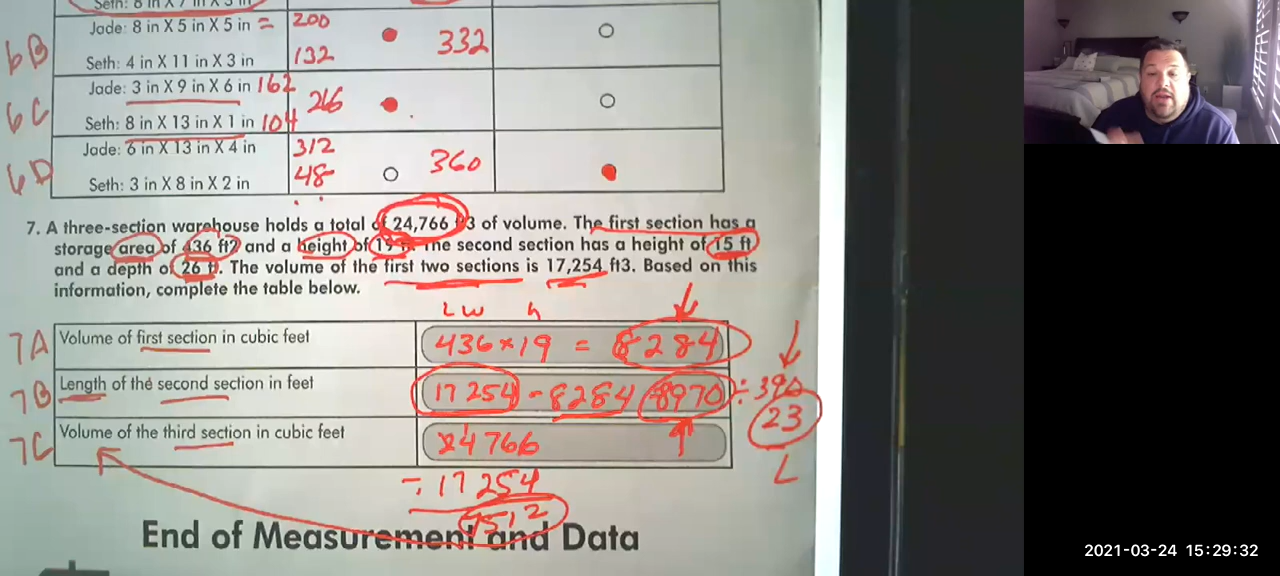 Seth: 8 in X 7 in X 3 in
6B
Jade: 8 in X 5 in X 5 in = 200
332
Seth: 4 in X 11 in X 3 in 132
6C
Jade: 3 in X 9 in X 6 in 162
266
Seth: 8 in X 13 in X 1 in 104
6D
Jade: 6 in X 13 in X 4 in 312
360
Seth: 3 in X 8 in X 2 in 48
7. A three-section warehouse holds a total of 24,766 ft3 of volume. The first section has a
storage area of 436 ft2 and a height of 19 ft. The second section has a height of 15 ft
and a depth of 26 ft. The volume of the first two sections is 17,254 ft3. Based on this
information, complete the table below.
L W h
7A Volume of first section in cubic feet 436 × 19 = 8284
7B Length of the second section in feet 17254 - 8284 8970 ÷ 390
23
L
7C Volume of the third section in cubic feet 24766
- 17254
7512
End of Measurement and Data
2021-03-24 15:29:32